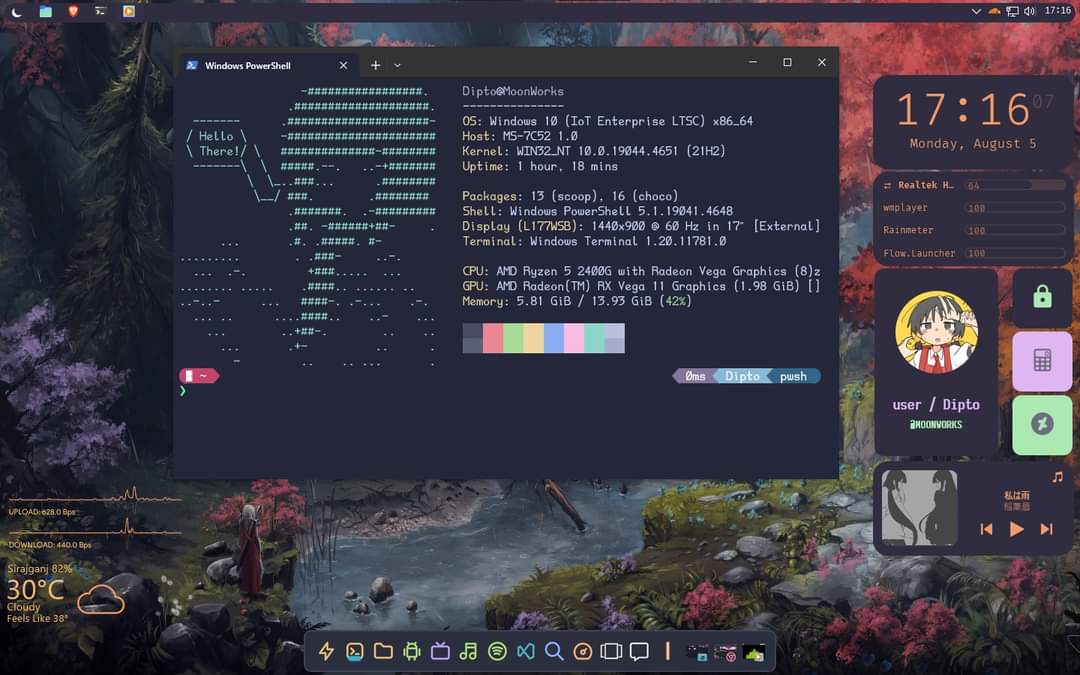 17:16
Windows PowerShell
Hello
There!
Dipto@MoonWorks
---------------
OS: Windows 10 (IoT Enterprise LTSC) x86_64
Host: MS-7C52 1.0
Kernel: WIN32_NT 10.0.19044.4651 (21H2)
Uptime: 1 hour, 18 mins
Packages: 13 (scoop), 16 (choco)
Shell: Windows PowerShell 5.1.19041.4648
Display (L177WSB): 1440x900 @ 60 Hz in 17" [External]
Terminal: Windows Terminal 1.20.11781.0
CPU: AMD Ryzen 5 2400G with Radeon Vega Graphics (8)z
GPU: AMD Radeon(TM) RX Vega 11 Graphics (1.98 GiB) []
Memory: 5.81 GiB / 13.93 GiB (42%)
~
0ms Dipto pwsh
❯
17:16 07
Monday, August 5
Realtek H… 64
wmplayer 100
Rainmeter 100
Flow.Launcher 100
user / Dipto
@MOONWORKS
私は雨
稲葉曇
UPLOAD: 628.0 Bps
DOWNLOAD: 440.0 Bps
Sirajganj 82%
30°C
Cloudy
Feels Like 38°